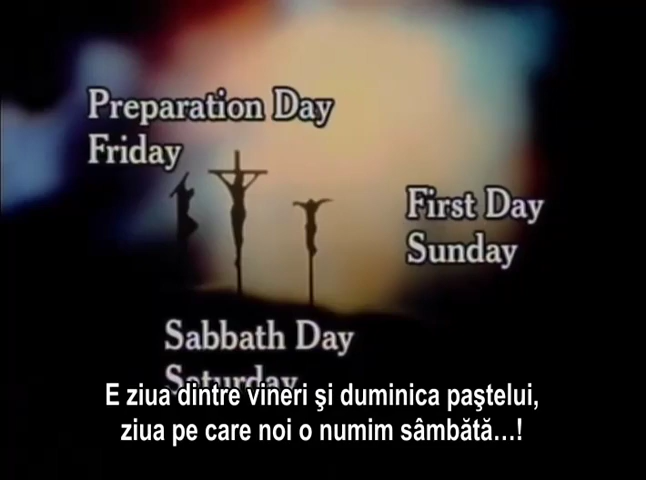 Preparation Day
Friday
First Day
Sunday
Sabbath Day
Saturday
E ziua dintre vineri şi duminica paştelui,
ziua pe care noi o numim sâmbătă...!